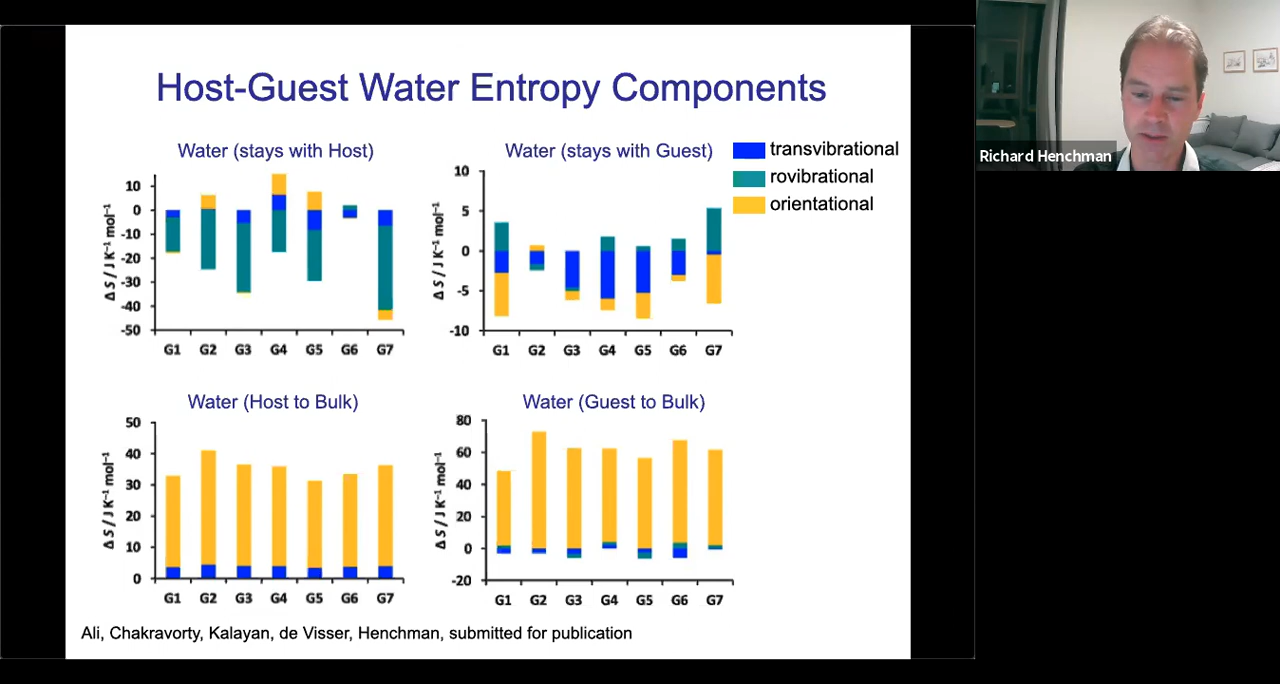 Host-Guest Water Entropy Components
Water (stays with Host)
10
0
-10
-20
-30
-40
-50
Δ S / J K⁻¹ mol⁻¹
G1 G2 G3 G4 G5 G6 G7
Water (stays with Guest)
10
5
0
-5
-10
Δ S / J K⁻¹ mol⁻¹
G1 G2 G3 G4 G5 G6 G7
transvibrational
rovibrational
orientational
Water (Host to Bulk)
50
40
30
20
10
0
Δ S / J K⁻¹ mol⁻¹
G1 G2 G3 G4 G5 G6 G7
Water (Guest to Bulk)
80
60
40
20
0
-20
Δ S / J K⁻¹ mol⁻¹
G1 G2 G3 G4 G5 G6 G7
Ali, Chakravorty, Kalayan, de Visser, Henchman, submitted for publication
Richard Henchman